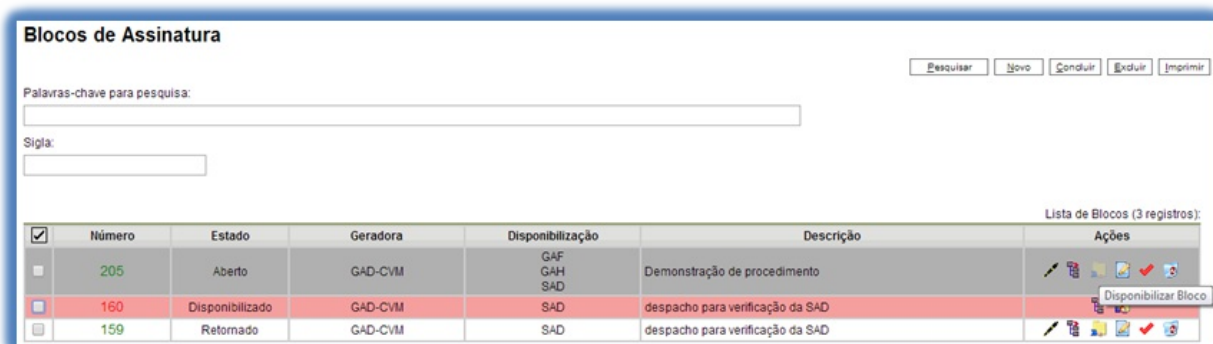 Blocos de Assinatura
Pesquisar Novo Concluir Excluir Imprimir
Palavras-chave para pesquisa:
Sigla:
Lista de Blocos (3 registros):
Número Estado Geradora Disponibilização Descrição Ações
205 Aberto GAD-CVM GAF GAH SAD Demonstração de procedimento
Disponibilizar Bloco
160 Disponibilizado GAD-CVM SAD despacho para verificação da SAD
159 Retornado GAD-CVM SAD despacho para verificação da SAD